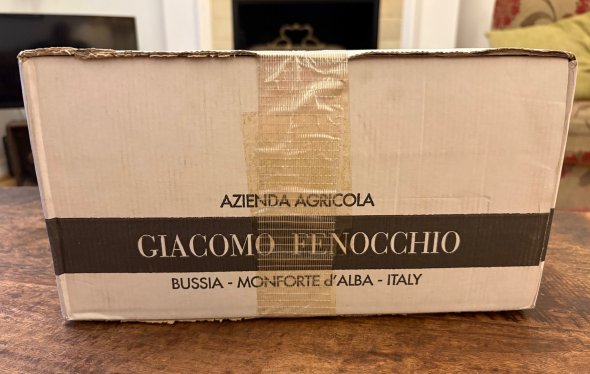 AZIENDA AGRICOLA
GIACOMO FENOCCHIO
BUSSIA - MONFORTE d'ALBA - ITALY